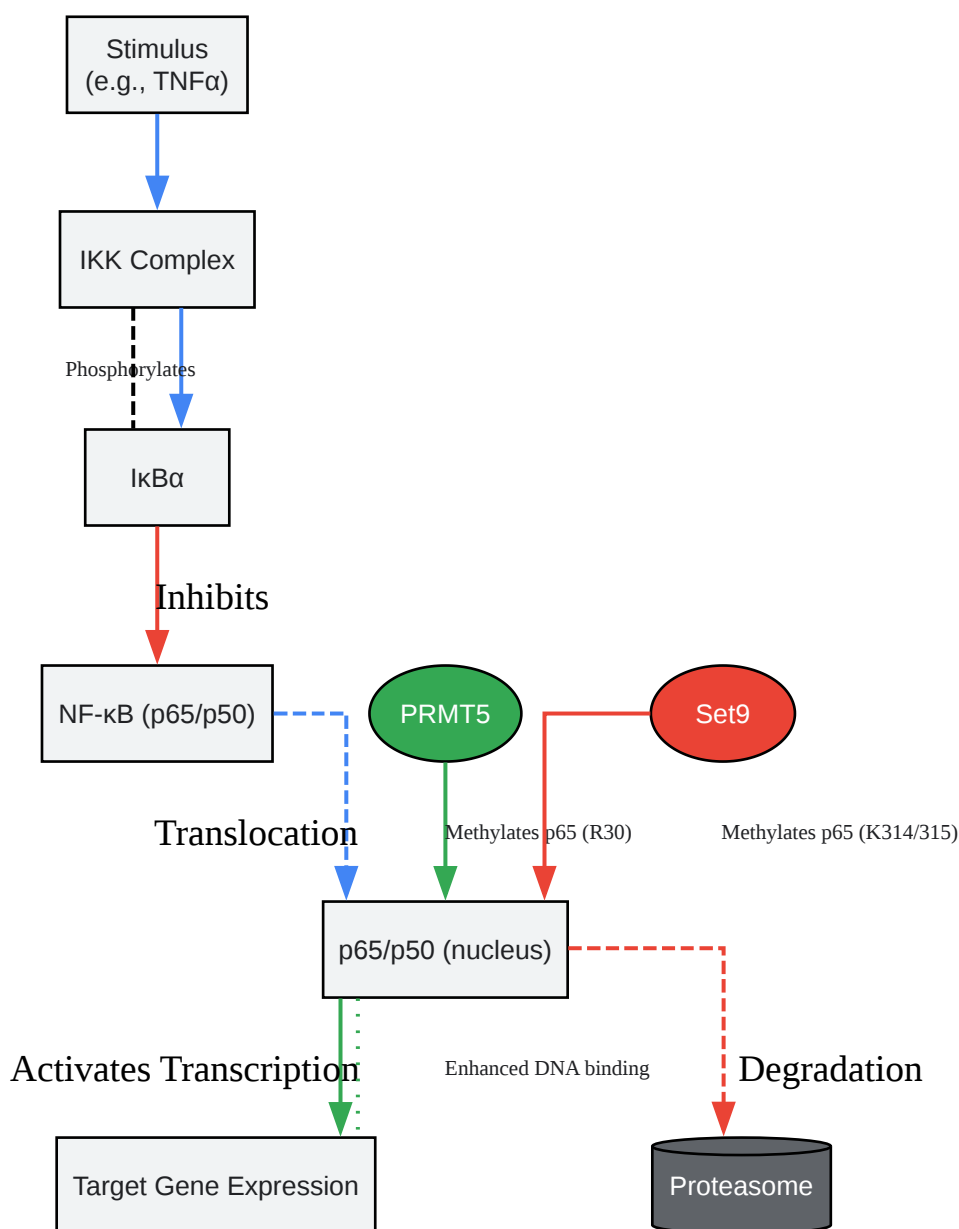 Stimulus
(e.g., TNFα)
IKK Complex
Phosphorylates
IκBα
Inhibits
NF-κB (p65/p50)
PRMT5
Set9
Translocation
Methylates p65 (R30)
Methylates p65 (K314/315)
p65/p50 (nucleus)
Activates Transcription
Enhanced DNA binding
Degradation
Target Gene Expression
Proteasome